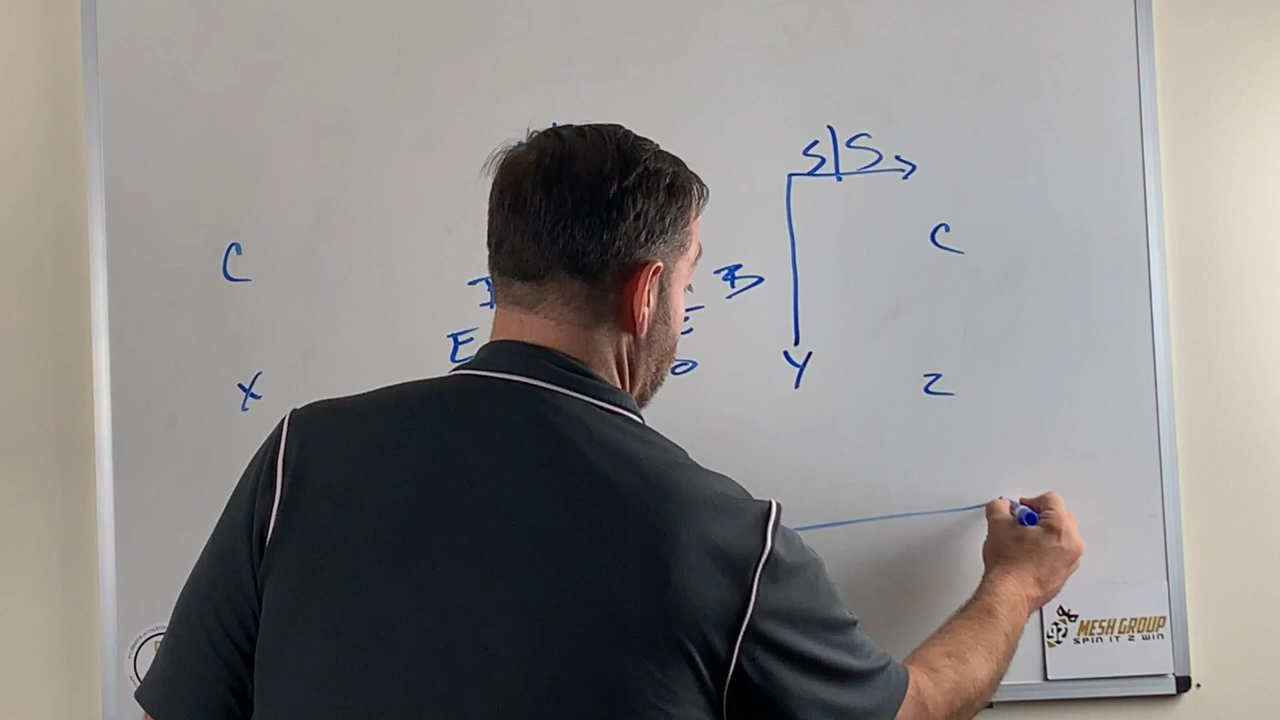 S|S
C C
B
E E
O
X Y Z
MESH GROUP
SPIN IT 2 WIN